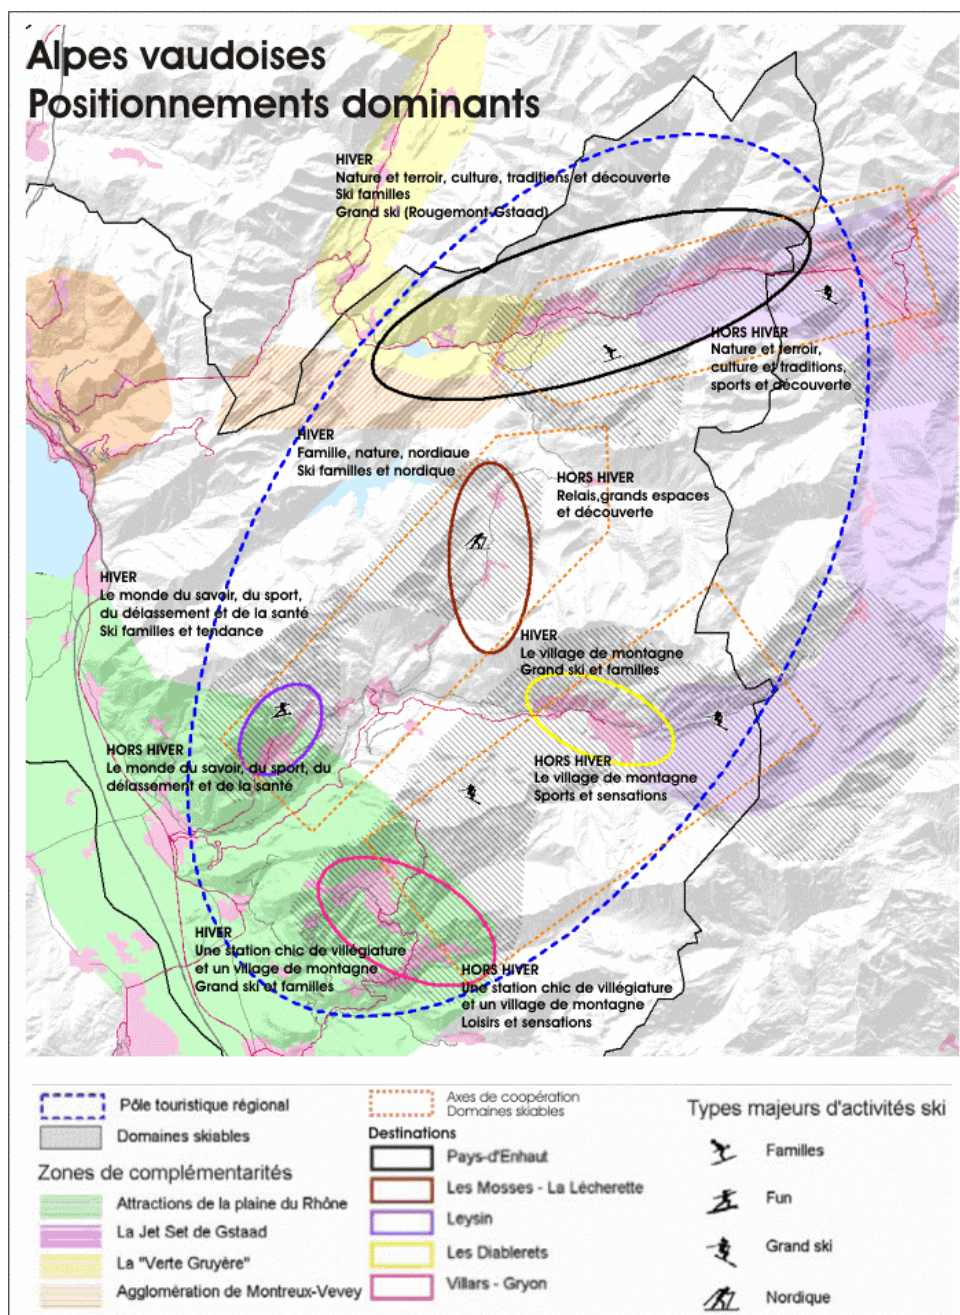 Alpes vaudoises
Positionnements dominants
HIVER
Nature et terroir, culture, traditions et découverte
Ski familles
Grand ski (Rougemont-Gstaad)
HORS HIVER
Nature et terroir,
culture et traditions,
sports et découverte
HIVER
Famille, nature, nordique
Ski familles et nordique
HORS HIVER
Relais,grands espaces
et découverte
HIVER
Le monde du savoir, du sport,
du délassement et de la santé
Ski familles et tendance
HIVER
Le village de montagne
Grand ski et familles
HORS HIVER
Le monde du savoir, du sport, du
délassement et de la santé
HORS HIVER
Le village de montagne
Sports et sensations
HIVER
Une station chic de villégiature
et un village de montagne
Grand ski et familles
HORS HIVER
Une station chic de villégiature
et un village de montagne
Loisirs et sensations
Pôle touristique régional
Domaines skiables
Zones de complémentarités
Attractions de la plaine du Rhône
La Jet Set de Gstaad
La "Verte Gruyère"
Agglomération de Montreux-Vevey
Axes de coopération
Domaines skiables
Destinations
Pays-d'Enhaut
Les Mosses - La Lécherette
Leysin
Les Diablerets
Villars - Gryon
Types majeurs d'activités ski
Familles
Fun
Grand ski
Nordique